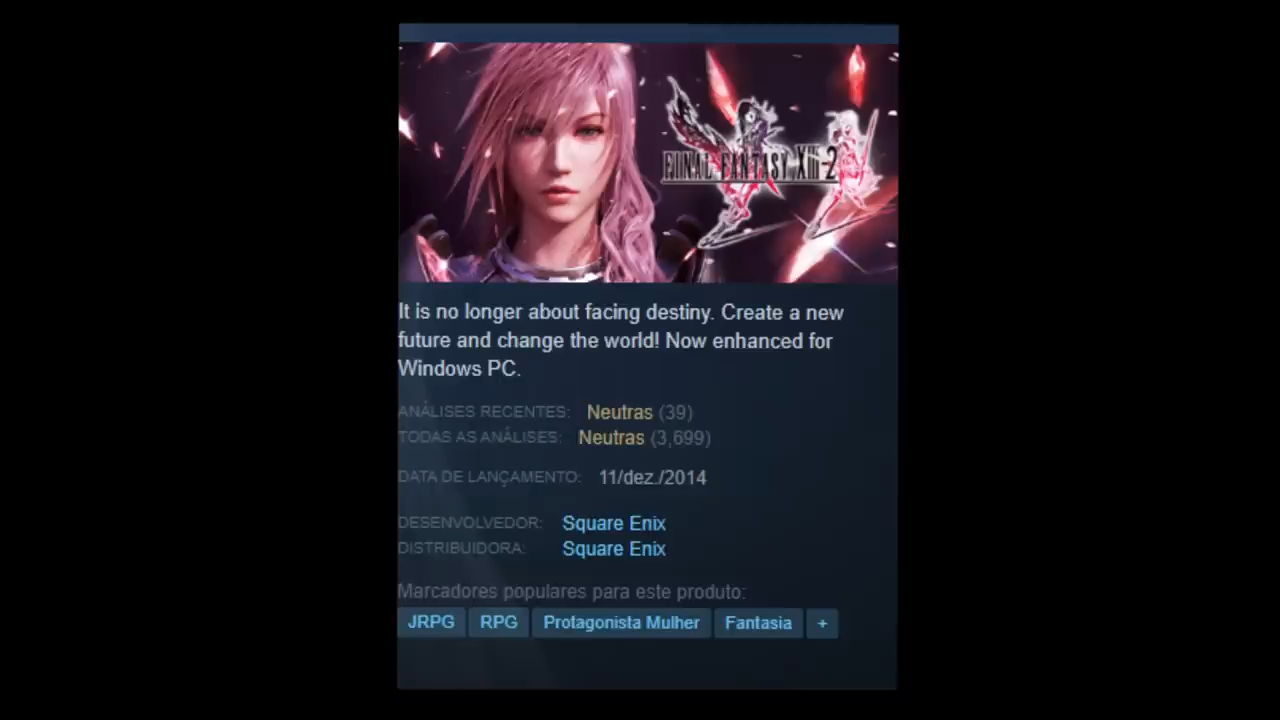 FINAL FANTASY XIII-2
It is no longer about facing destiny. Create a new
future and change the world! Now enhanced for
Windows PC.
ANÁLISES RECENTES: Neutras (39)
TODAS AS ANÁLISES: Neutras (3,699)
DATA DE LANÇAMENTO: 11/dez./2014
DESENVOLVEDOR: Square Enix
DISTRIBUIDORA: Square Enix
Marcadores populares para este produto:
JRPG RPG Protagonista Mulher Fantasia +